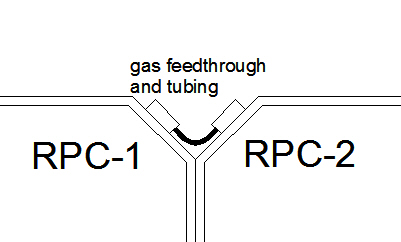 gas feedthrough
and tubing
RPC-1
RPC-2